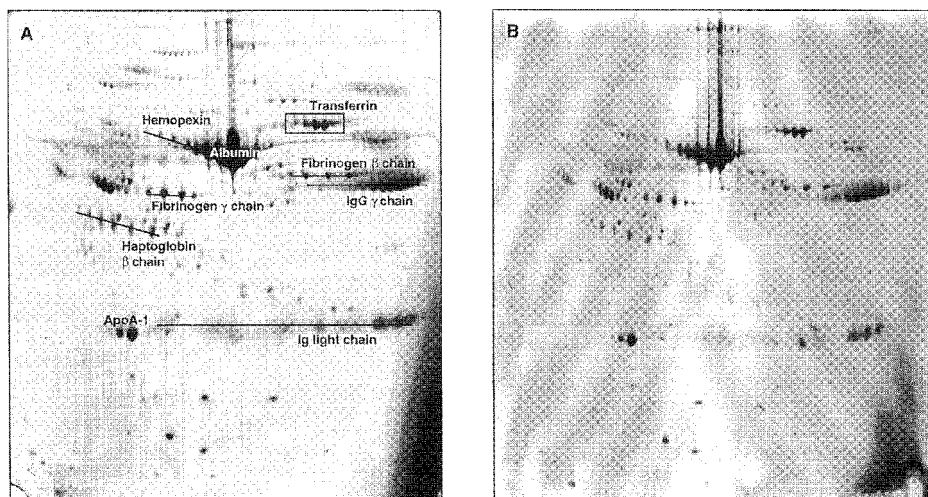 A
B
Hemopexin
Transferrin
Albumin
Fibrinogen β chain
IgG γ chain
Fibrinogen γ chain
Haptoglobin
β chain
ApoA-1
Ig light chain